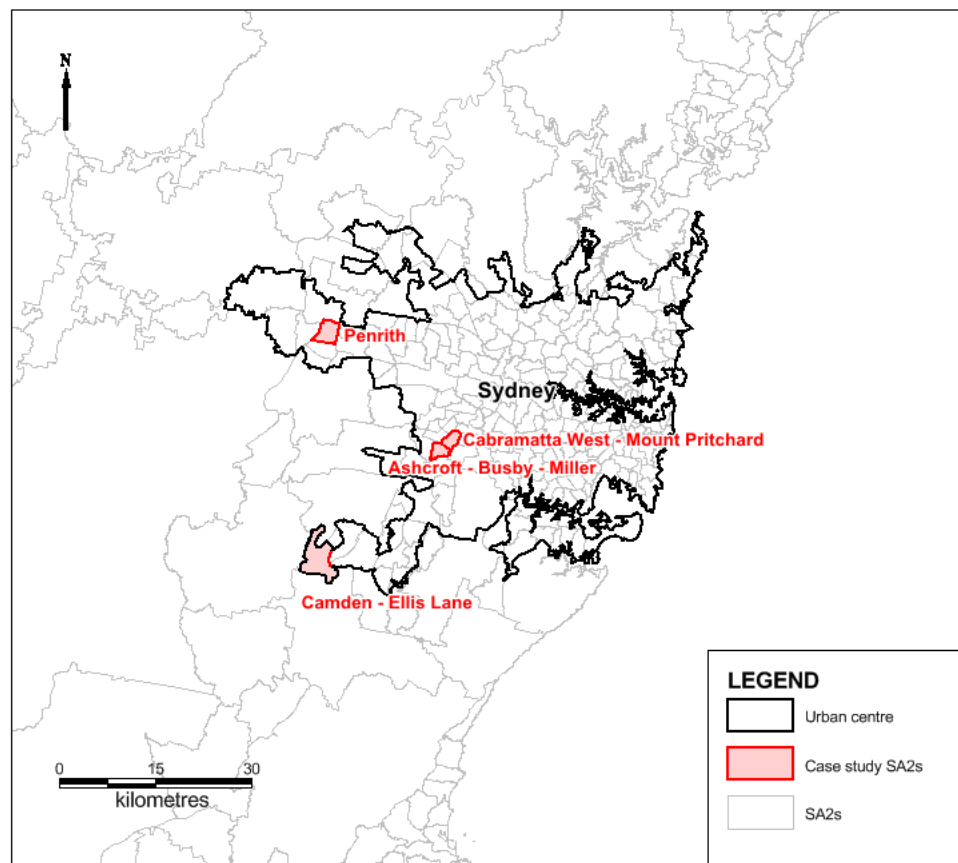 N
Penrith
Sydney
Cabramatta West - Mount Pritchard
Ashcroft - Busby - Miller
Camden - Ellis Lane
LEGEND
Urban centre
Case study SA2s
SA2s
0 15 30
kilometres